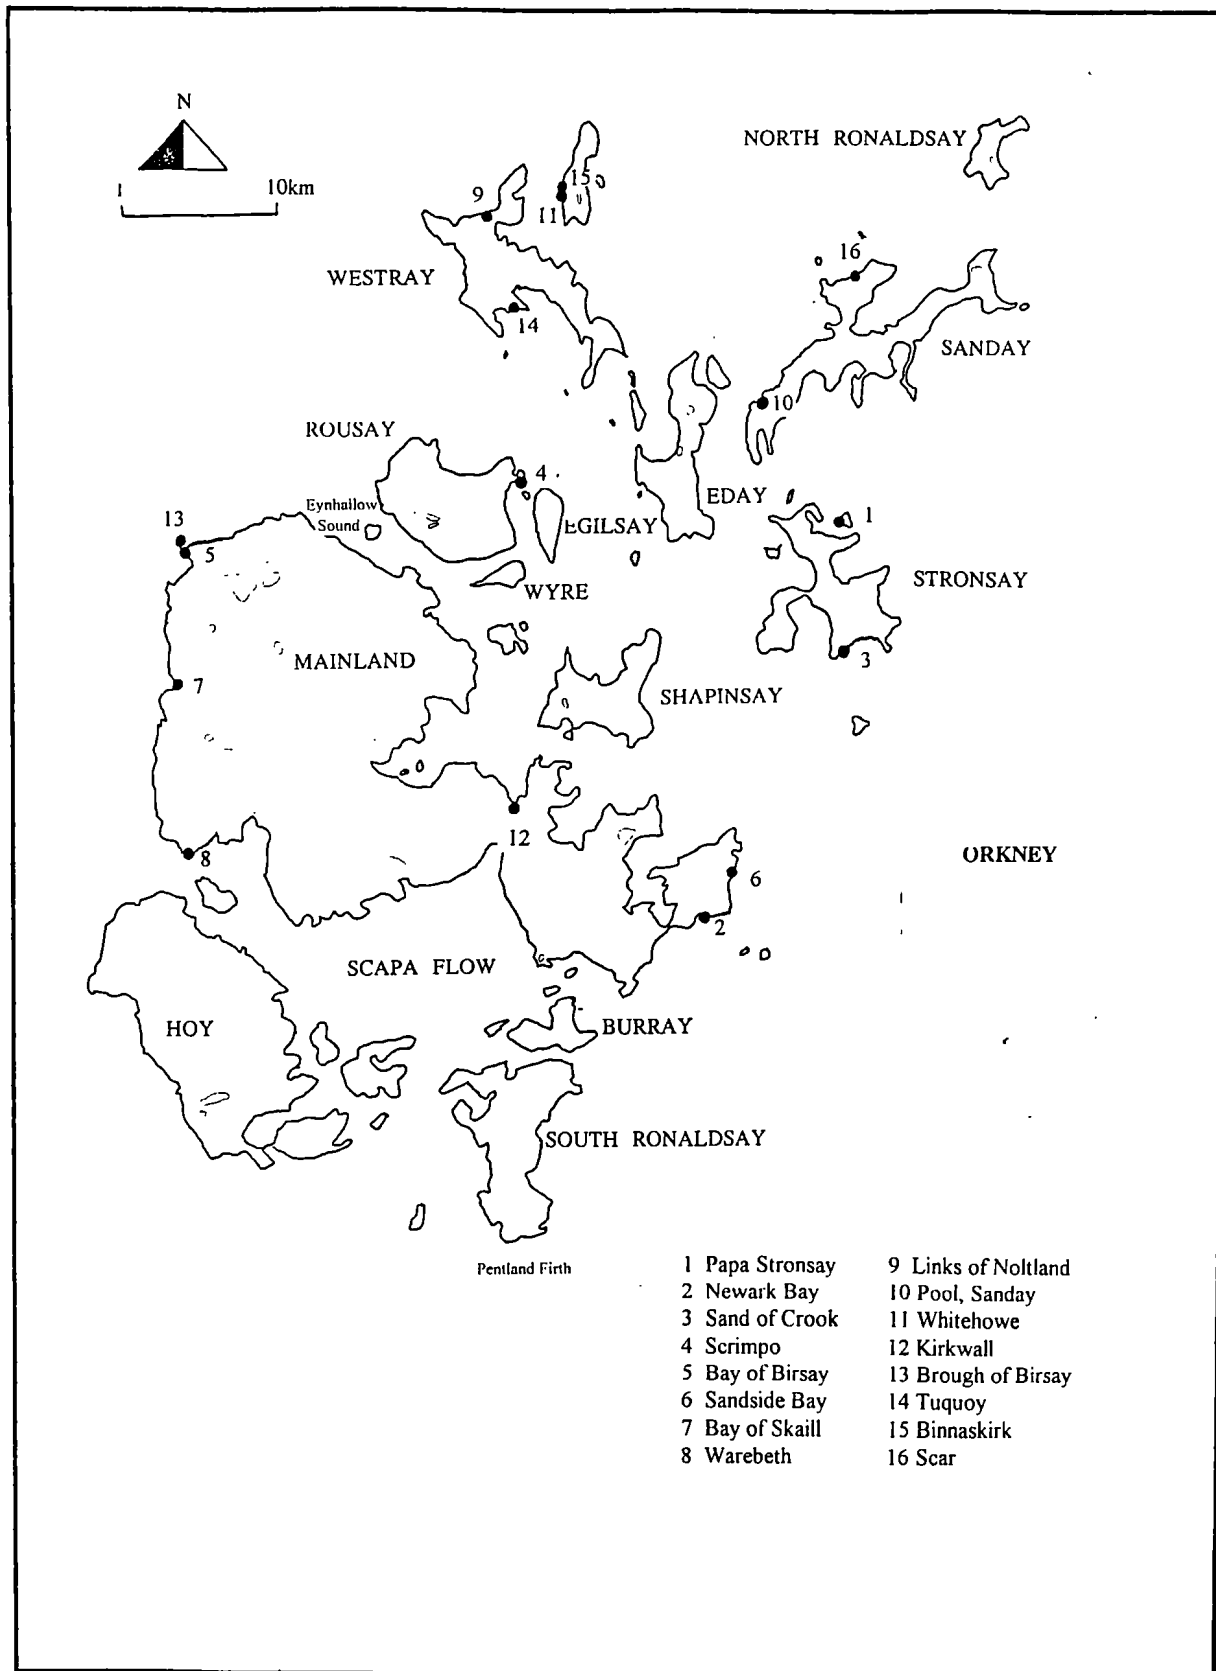 N
1 10km
NORTH RONALDSAY
15
9
11
16
WESTRAY
14
SANDAY
10
ROUSAY
4
Eynhallow
Sound
EDAY
13
EGILSAY
1
5
STRONSAY
WYRE
MAINLAND
3
7
SHAPINSAY
12
8
ORKNEY
6
2
SCAPA FLOW
HOY
BURRAY
SOUTH RONALDSAY
Pentland Firth
1 Papa Stronsay
2 Newark Bay
3 Sand of Crook
4 Scrimpo
5 Bay of Birsay
6 Sandside Bay
7 Bay of Skaill
8 Warebeth
9 Links of Noltland
10 Pool, Sanday
11 Whitehowe
12 Kirkwall
13 Brough of Birsay
14 Tuquoy
15 Binnaskirk
16 Scar